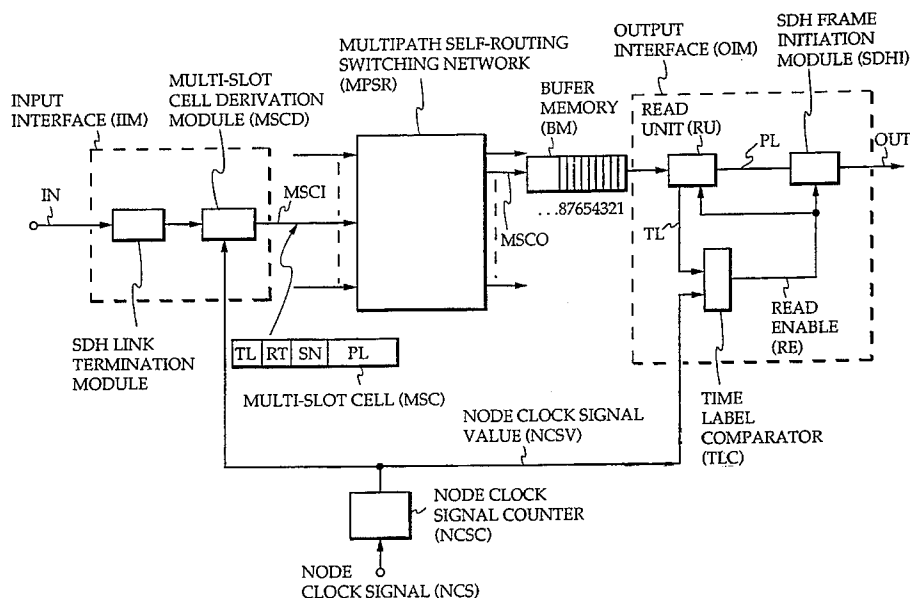 MULTIPATH SELF-ROUTING
SWITCHING NETWORK
(MPSR)
OUTPUT
INTERFACE (OIM)
SDH FRAME
INITIATION
MODULE (SDHI)
MULTI-SLOT
CELL DERIVATION
MODULE (MSCD)
INPUT
INTERFACE (IIM)
BUFER
MEMORY
(BM)
READ
UNIT (RU)
PL
OUT
IN
MSCI
MSCO
...87654321
TL
READ
ENABLE
(RE)
SDH LINK
TERMINATION
MODULE
TL RT SN PL
MULTI-SLOT CELL (MSC)
TIME
LABEL
COMPARATOR
(TLC)
NODE CLOCK SIGNAL
VALUE (NCSV)
NODE CLOCK
SIGNAL COUNTER
(NCSC)
NODE
CLOCK SIGNAL (NCS)